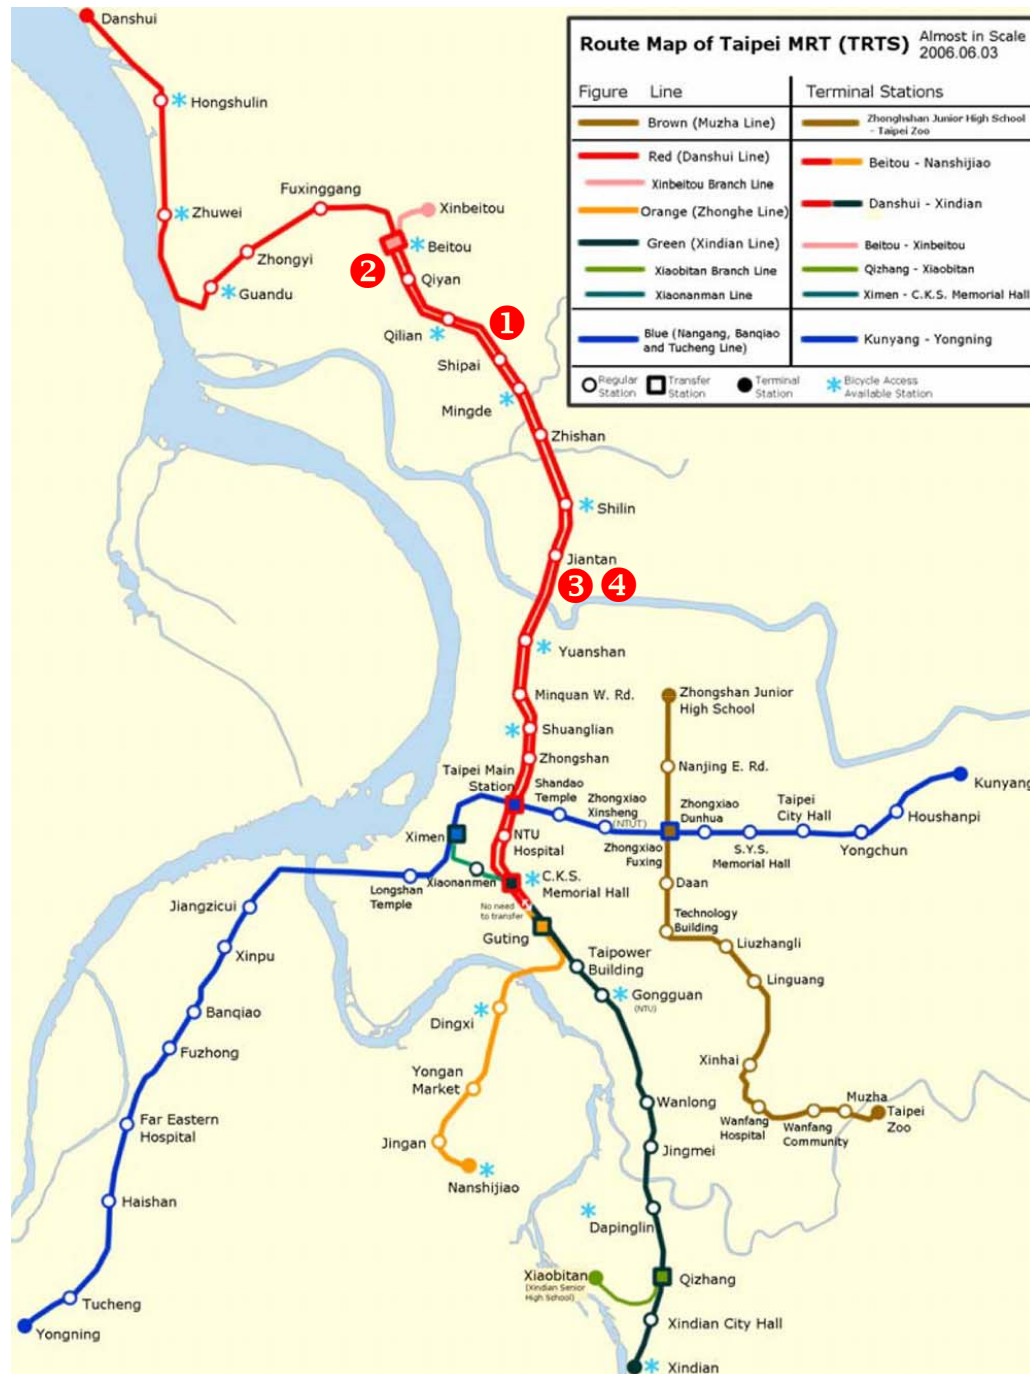 Danshui
Hongshulin
Zhuwei
Guandu
Zhongyi
Fuxinggang
Xinbeitou
Beitou
2
Qiyan
Qilian
1
Shipai
Mingde
Zhishan
Shilin
Jiantan
3 4
Yuanshan
Minquan W. Rd.
Shuanglian
Zhongshan
Taipei Main
Station
Shandao
Temple
Zhongxiao
Xinsheng
(NTUT)
Zhongxiao
Fuxing
Zhongxiao
Dunhua
S.Y.S.
Memorial Hall
Taipei
City Hall
Yongchun
Houshanpi
Kunyang
Zhongshan Junior
High School
Nanjing E. Rd.
Daan
Technology
Building
Liuzhangli
Linguang
Xinhai
Wanfang
Hospital
Wanfang
Community
Muzha
Taipei
Zoo
Ximen
NTU
Hospital
Xiaonanmen
C.K.S.
Memorial Hall
No need
to transfer
Longshan
Temple
Jiangzicui
Xinpu
Banqiao
Fuzhong
Far Eastern
Hospital
Haishan
Tucheng
Yongning
Guting
Dingxi
Yongan
Market
Jingan
Nanshijiao
Taipower
Building
Gongguan
(NTU)
Wanlong
Jingmei
Dapinglin
Qizhang
Xiaobitan
(Xindian Senior
High School)
Xindian City Hall
Xindian
Route Map of Taipei MRT (TRTS)
Almost in Scale
2006.06.03
Figure Line Terminal Stations
Brown (Muzha Line)
Zhonghshan Junior High School
- Taipei Zoo
Red (Danshui Line)
Beitou - Nanshijiao
Xinbeitou Branch Line
Orange (Zhonghe Line)
Danshui - Xindian
Green (Xindian Line)
Beitou - Xinbeitou
Xiaobitan Branch Line
Qizhang - Xiaobitan
Xiaonanman Line
Ximen - C.K.S. Memorial Hall
Blue (Nangang, Banqiao
and Tucheng Line)
Kunyang - Yongning
Regular
Station
Transfer
Station
Terminal
Station
Bicycle Access
Available Station